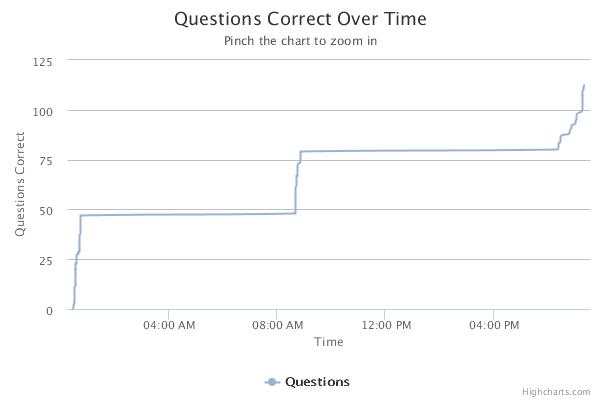 Questions Correct Over Time
Pinch the chart to zoom in
125
100
75
50
25
0
Questions Correct
04:00 AM
08:00 AM
12:00 PM
04:00 PM
Time
Questions
Highcharts.com